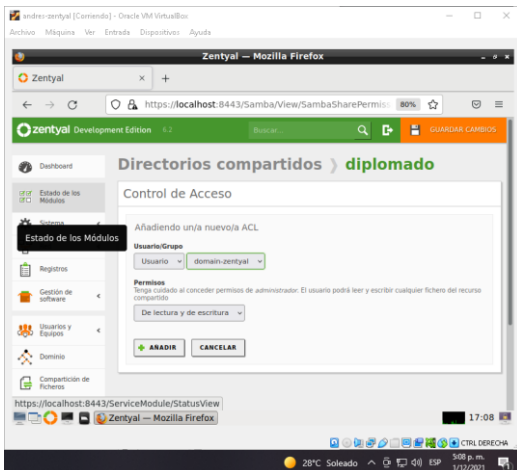 andres-zentyal [Corriendo] - Oracle VM VirtualBox
Archivo Máquina Ver Entrada Dispositivos Ayuda
Zentyal — Mozilla Firefox
Zentyal
https://localhost:8443/Samba/View/SambaSharePermiss
80%
zentyal Development Edition 6.2
Buscar...
GUARDAR CAMBIOS
Dashboard
Directorios compartidos
diplomado
Estado de los
Módulos
Control de Acceso
Sistema
Añadiendo un/a nuevo/a ACL
Estado de los Módulos
Usuario/Grupo
Usuario
domain-zentyal
Registros
Permisos
Tenga cuidado al conceder permisos de administrador. El usuario podrá leer y escribir cualquier fichero del recurso
compartido
Gestión de
software
De lectura y de escritura
Usuarios y
Equipos
AÑADIR
CANCELAR
Dominio
Compartición de
Ficheros
https://localhost:8443/ServiceModule/StatusView
Zentyal — Mozilla Firefox
17:08
CTRL DERECHA
28°C Soleado
ESP
5:08 p. m.